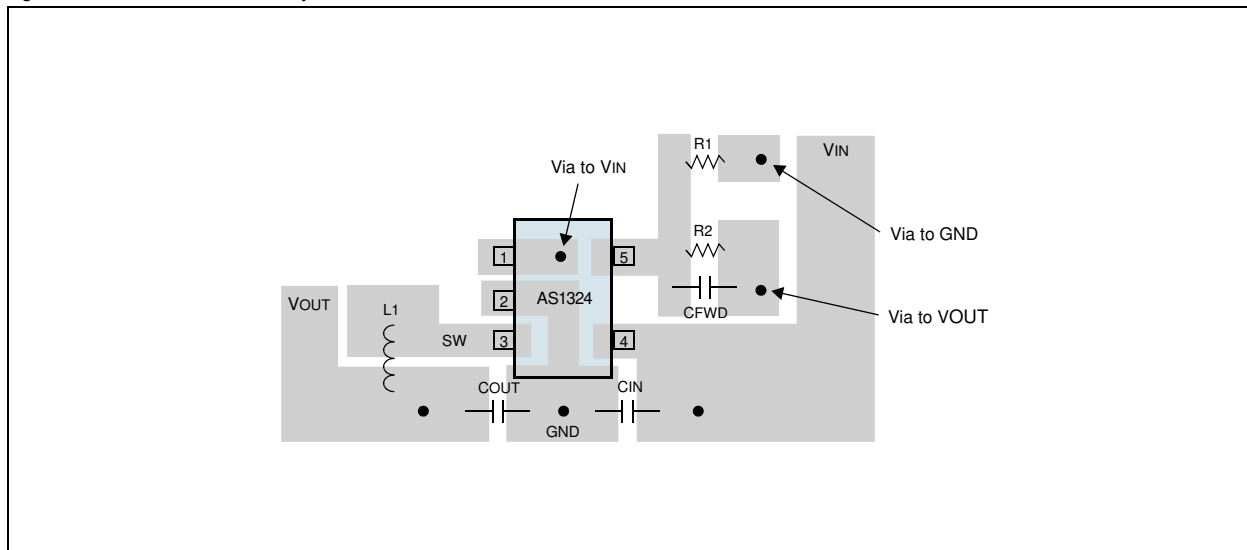 R1
VIN
Via to VIN
Via to GND
R2
1
5
2
AS1324
VOUT
L1
CFWD
Via to VOUT
SW
3
4
COUT
CIN
GND